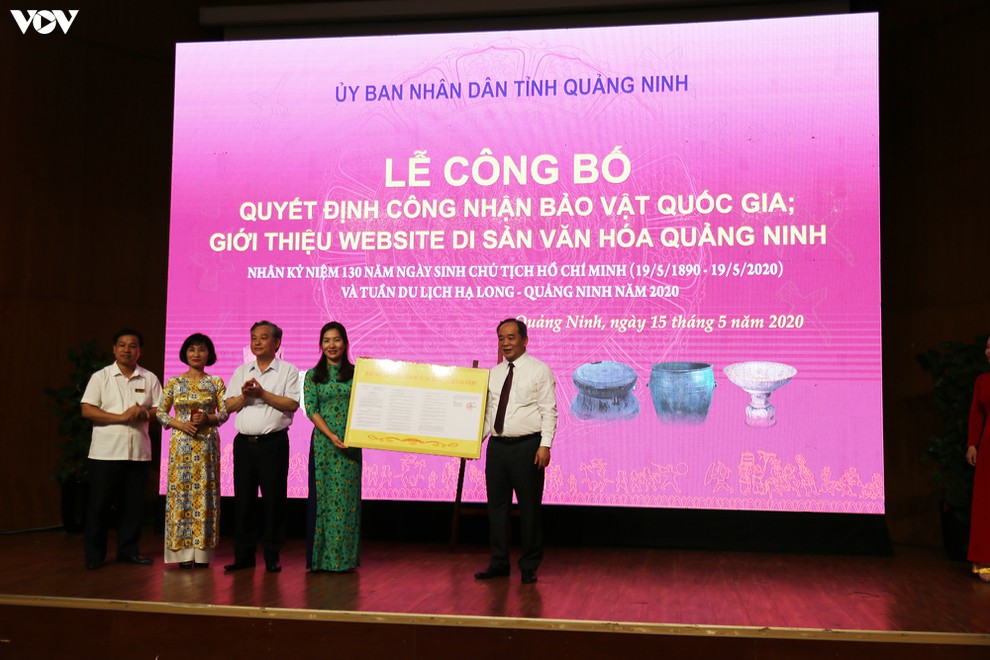 VOV
ỦY BAN NHÂN DÂN TỈNH QUẢNG NINH
LỄ CÔNG BỐ
QUYẾT ĐỊNH CÔNG NHẬN BẢO VẬT QUỐC GIA;
GIỚI THIỆU WEBSITE DI SẢN VĂN HÓA QUẢNG NINH
NHÂN KỶ NIỆM 130 NĂM NGÀY SINH CHỦ TỊCH HỒ CHÍ MINH (19/5/1890 - 19/5/2020)
VÀ TUẦN DU LỊCH HẠ LONG - QUẢNG NINH NĂM 2020
Quảng Ninh, ngày 15 tháng 5 năm 2020